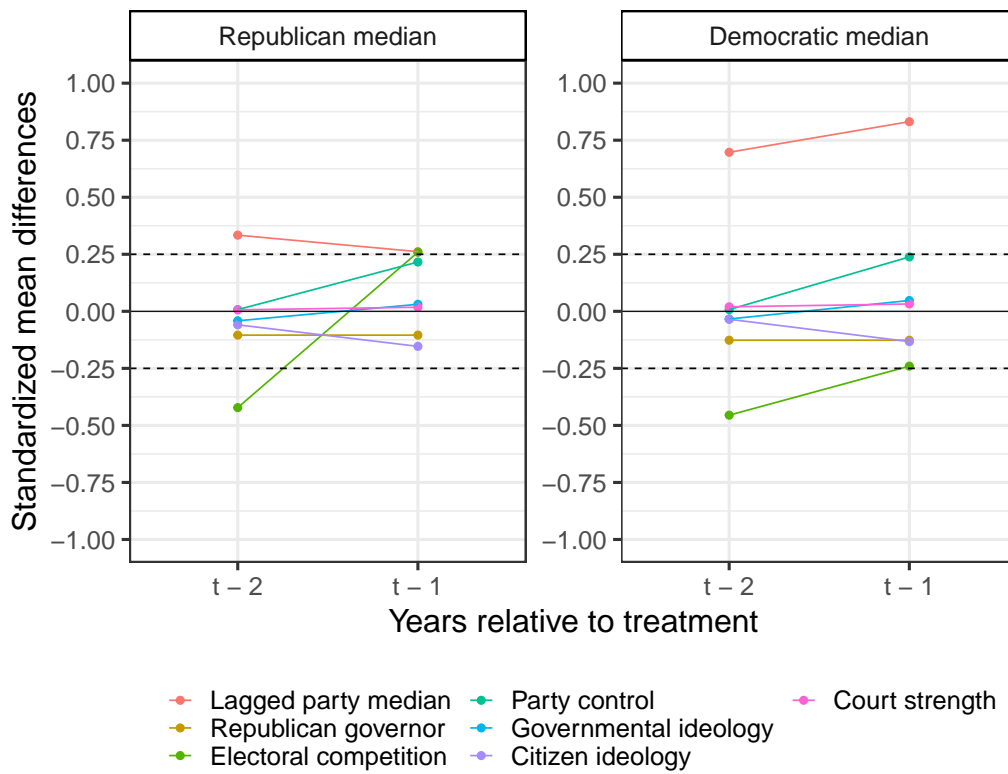 Republican median
Democratic median
Standardized mean differences
1.00
0.75
0.50
0.25
0.00
−0.25
−0.50
−0.75
−1.00
1.00
0.75
0.50
0.25
0.00
−0.25
−0.50
−0.75
−1.00
t − 2
t − 1
t − 2
t − 1
Years relative to treatment
Lagged party median
Republican governor
Electoral competition
Party control
Governmental ideology
Citizen ideology
Court strength